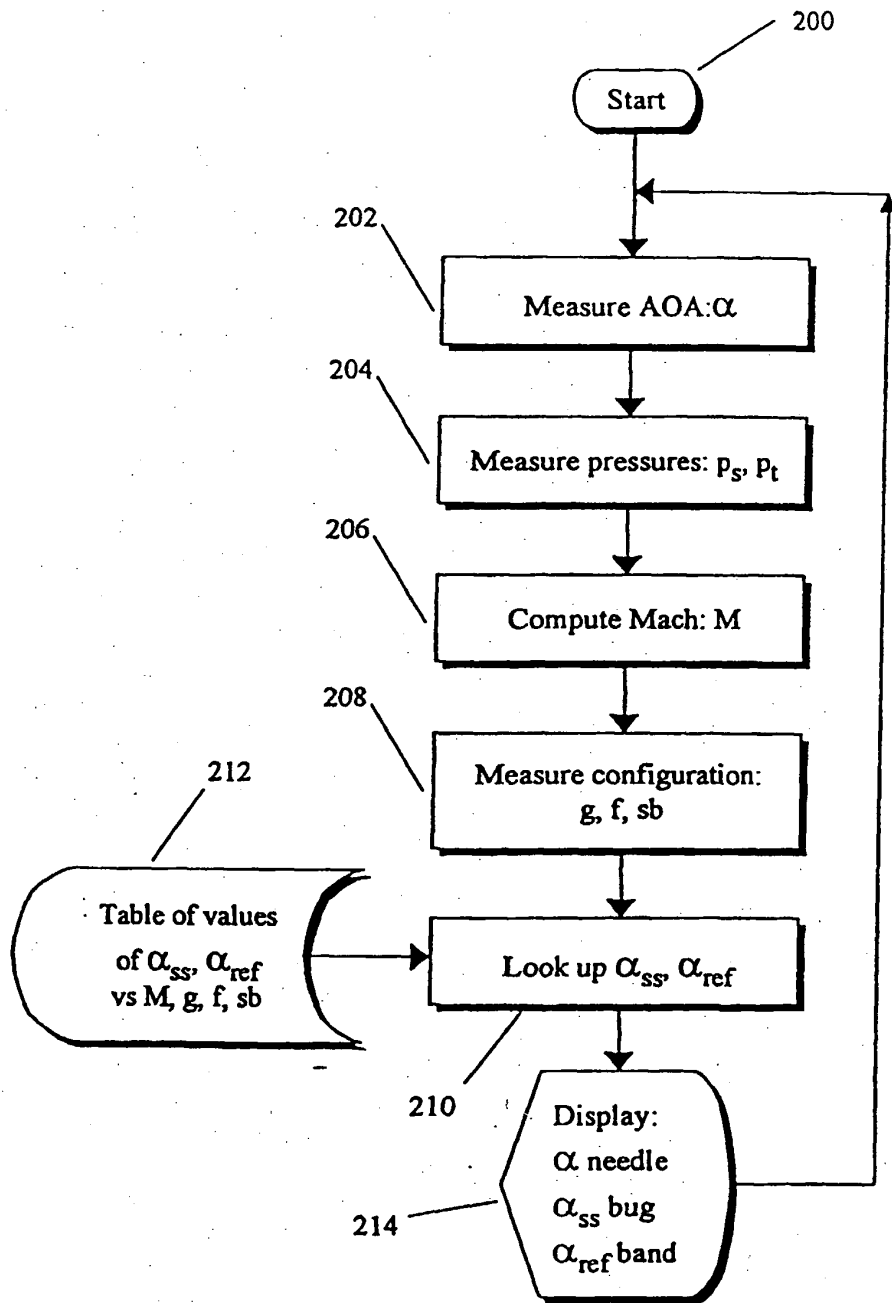 200
Start
202
Measure AOA:α
204
Measure pressures: pₛ, pₜ
206
Compute Mach: M
208
Measure configuration:
g, f, sb
212
Table of values
of αss, αref
vs M, g, f, sb
Look up αss, αref
210
Display:
α needle
αss bug
αref band
214